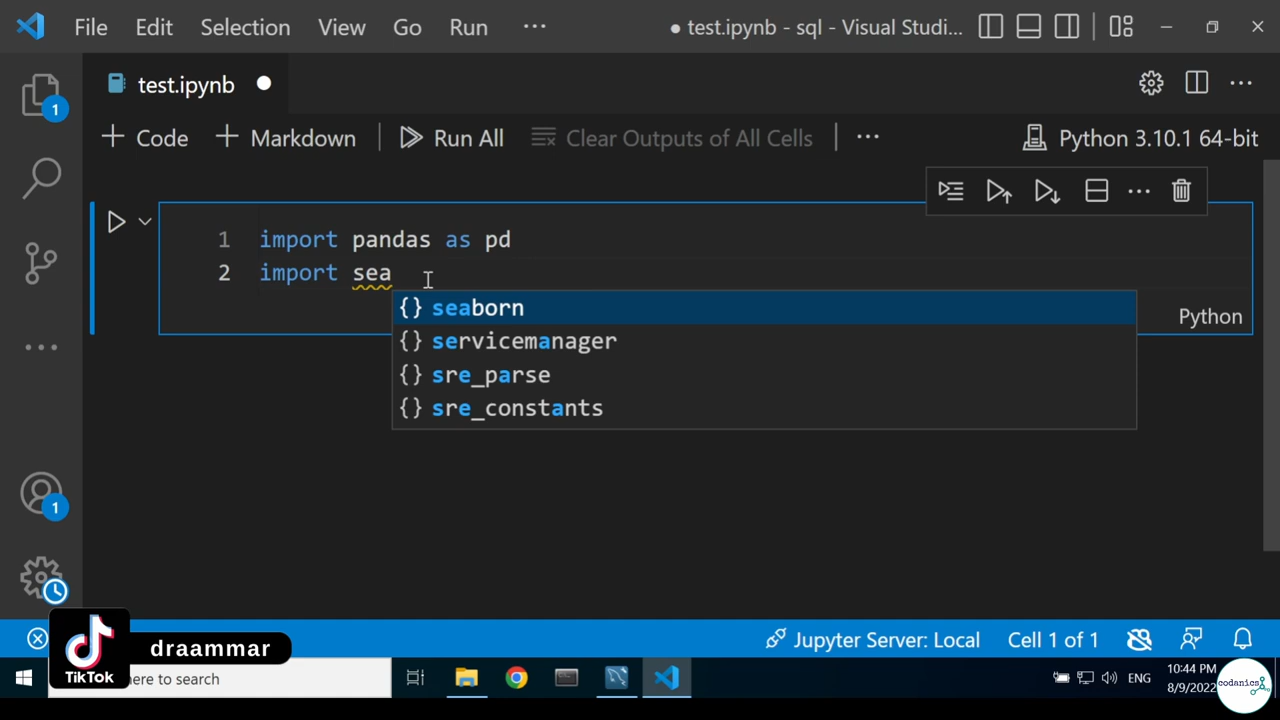 File Edit Selection View Go Run ··· ● test.ipynb - sql - Visual Studi...
test.ipynb
+ Code + Markdown Run All Clear Outputs of All Cells ··· Python 3.10.1 64-bit
1 import pandas as pd
2 import sea
{} seaborn
Python
{} servicemanager
{} sre_parse
{} sre_constants
1
1
Jupyter Server: Local Cell 1 of 1
draammar
TikTok
here to search
ENG
10:44 PM
8/9/2022
codanics